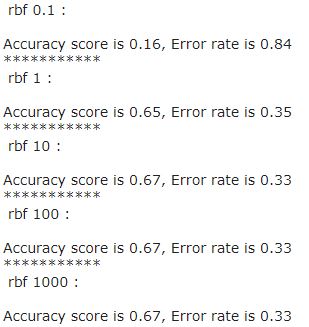 rbf 0.1 :
Accuracy score is 0.16, Error rate is 0.84
***********
rbf 1 :
Accuracy score is 0.65, Error rate is 0.35
***********
rbf 10 :
Accuracy score is 0.67, Error rate is 0.33
***********
rbf 100 :
Accuracy score is 0.67, Error rate is 0.33
***********
rbf 1000 :
Accuracy score is 0.67, Error rate is 0.33